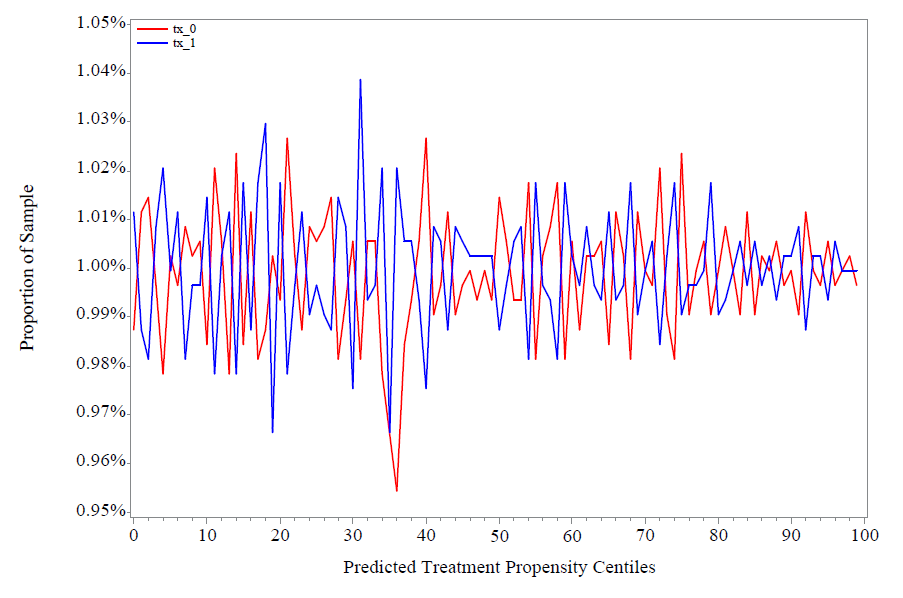 1.05%
tx_0
tx_1
1.04%
1.03%
1.02%
1.01%
1.00%
0.99%
0.98%
0.97%
0.96%
0.95%
Proportion of Sample
0 10 20 30 40 50 60 70 80 90 100
Predicted Treatment Propensity Centiles